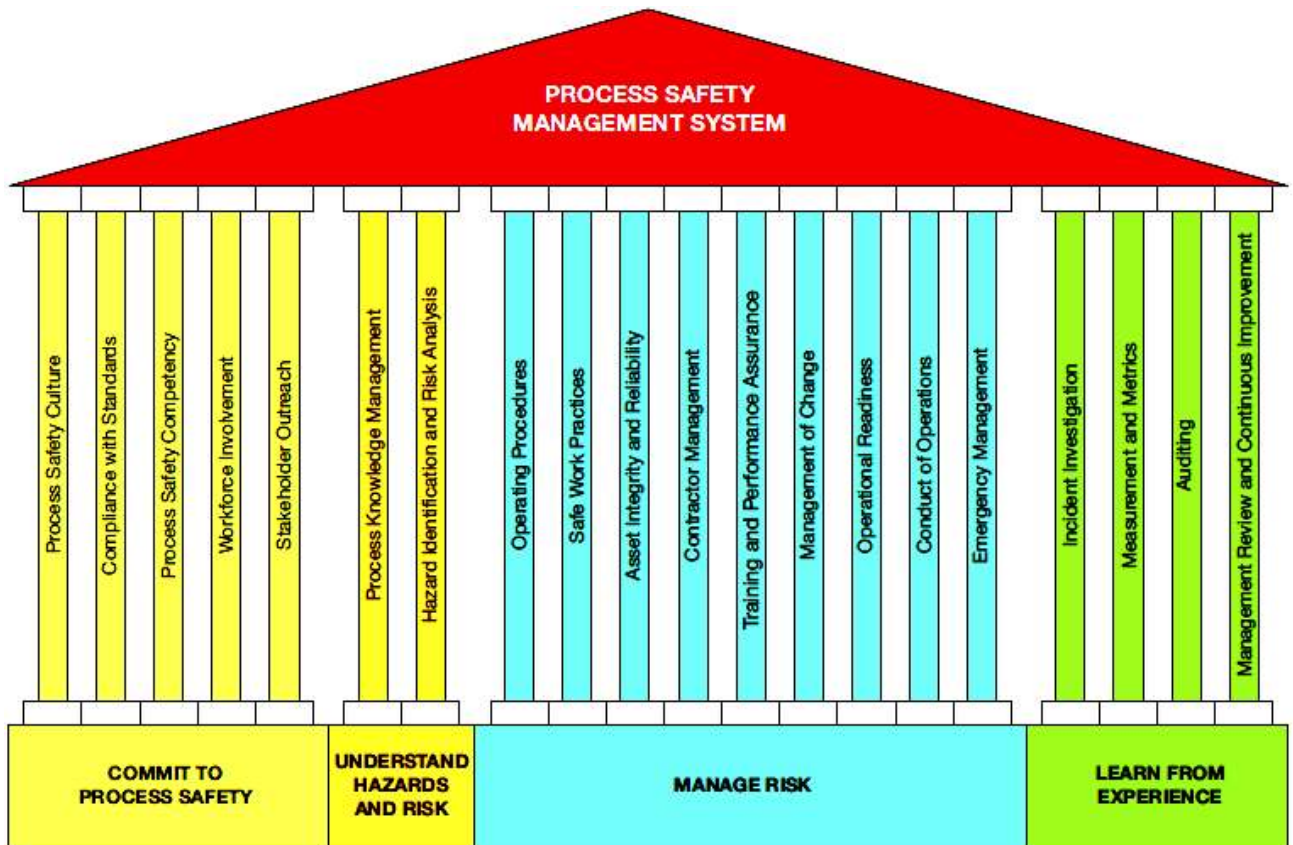 PROCESS SAFETY
MANAGEMENT SYSTEM
Process Safety Culture
Compliance with Standards
Process Safety Competency
Workforce Involvement
Stakeholder Outreach
Process Knowledge Management
Hazard Identification and Risk Analysis
Operating Procedures
Safe Work Practices
Asset Integrity and Reliability
Contractor Management
Training and Performance Assurance
Management of Change
Operational Readiness
Conduct of Operations
Emergency Management
Incident Investigation
Measurement and Metrics
Auditing
Management Review and Continuous Improvement
COMMIT TO
PROCESS SAFETY
UNDERSTAND
HAZARDS
AND RISK
MANAGE RISK
LEARN FROM
EXPERIENCE